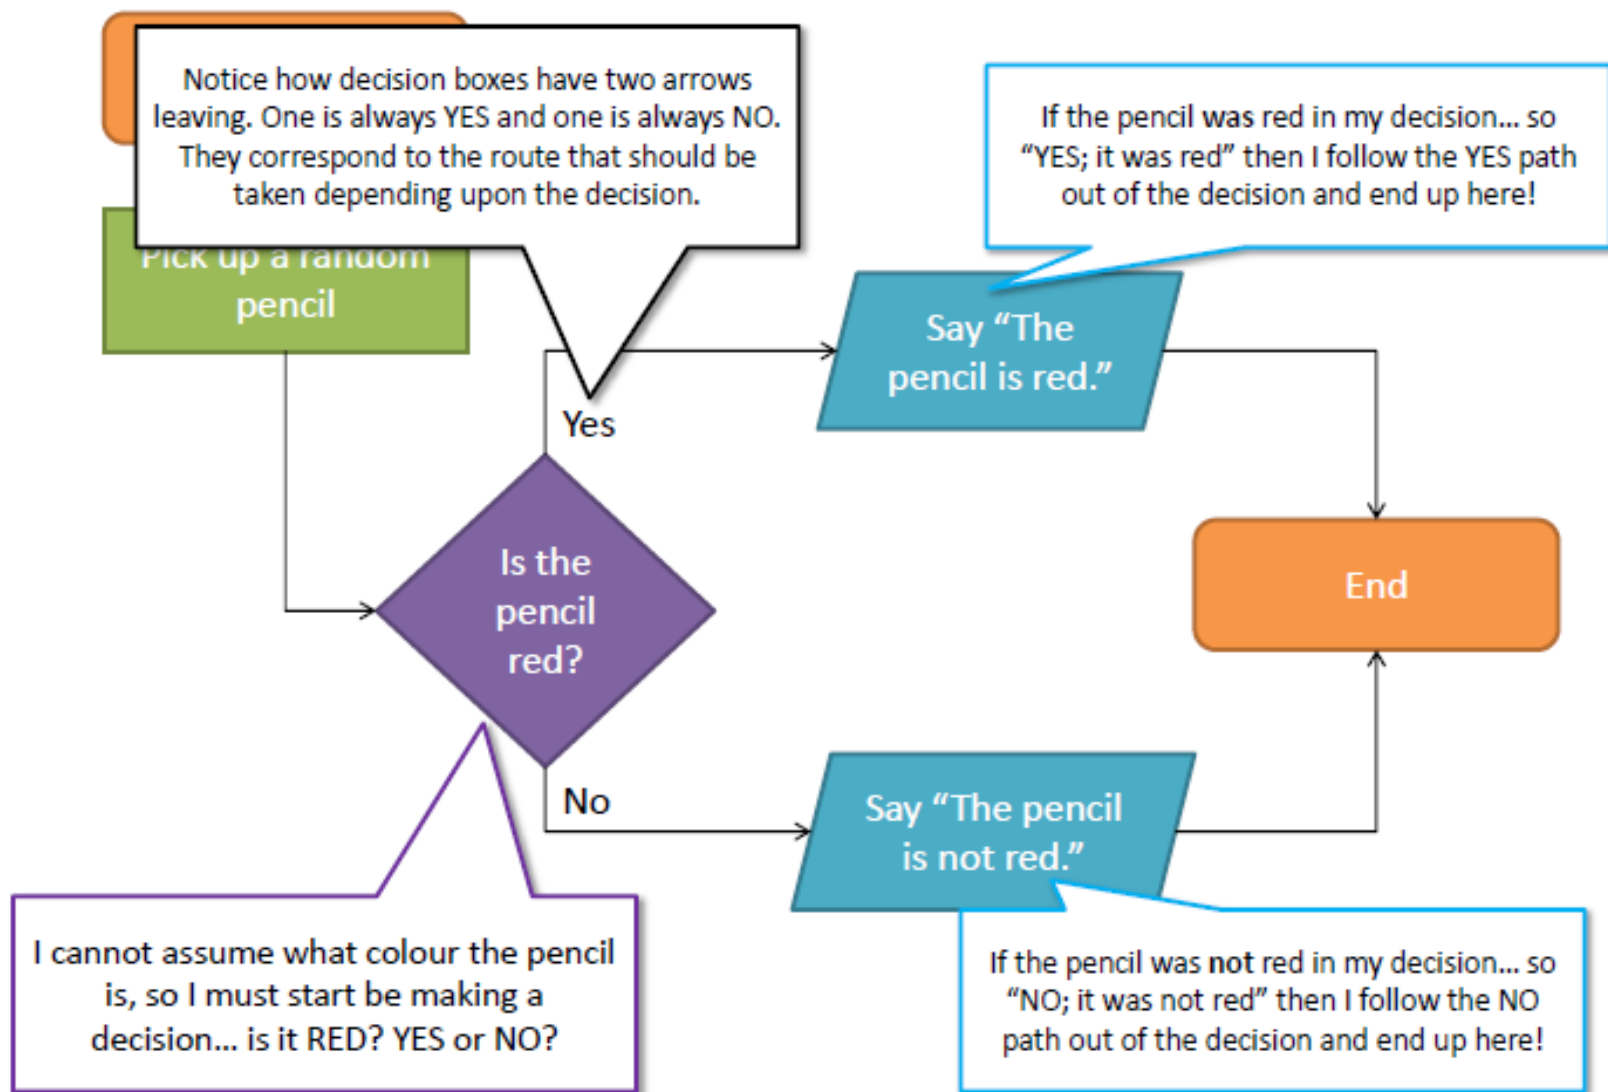 Notice how decision boxes have two arrows
leaving. One is always YES and one is always NO.
They correspond to the route that should be
taken depending upon the decision.
If the pencil was red in my decision... so
“YES; it was red” then I follow the YES path
out of the decision and end up here!
Pick up a random
pencil
Say “The
pencil is red.”
Yes
Is the
pencil
red?
End
No
Say “The pencil
is not red.”
I cannot assume what colour the pencil
is, so I must start be making a
decision... is it RED? YES or NO?
If the pencil was not red in my decision... so
“NO; it was not red” then I follow the NO
path out of the decision and end up here!